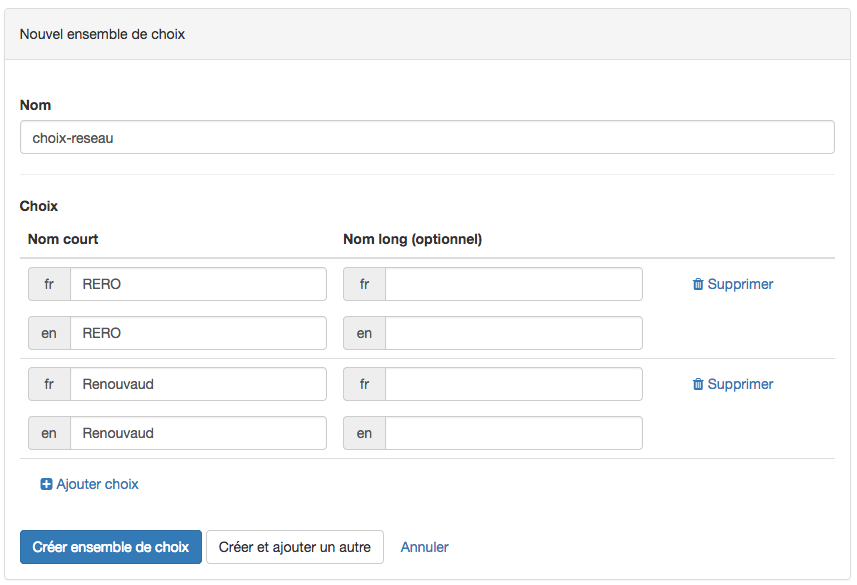 Nouvel ensemble de choix
Nom
choix-reseau
Choix
Nom court Nom long (optionnel)
fr RERO fr Supprimer
en RERO en
fr Renouvaud fr Supprimer
en Renouvaud en
Ajouter choix
Créer ensemble de choix Créer et ajouter un autre Annuler